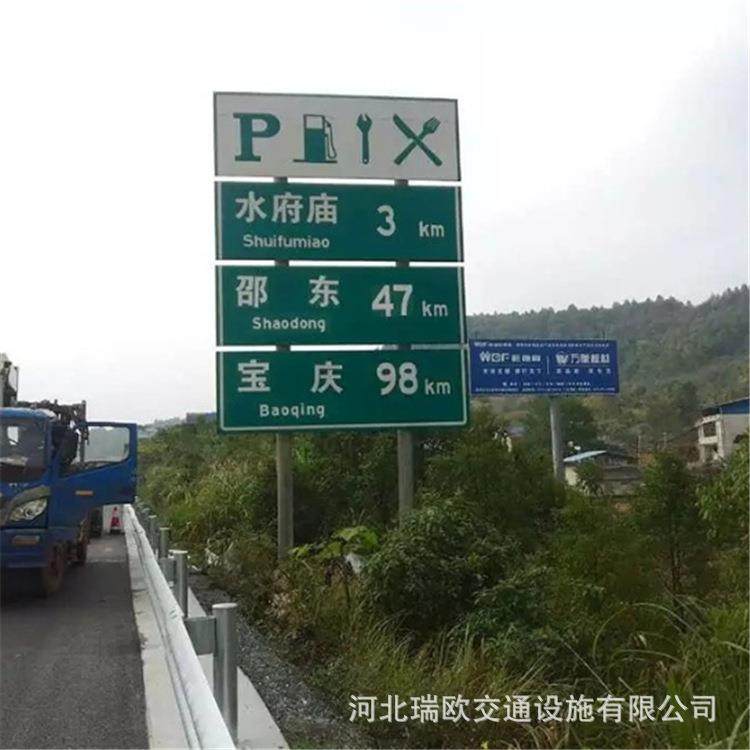 P
水府庙 3 km
Shuifumiao
邵东 47 km
Shaodong
宝庆 98 km
Baoqing
WBF
河北瑞欧交通设施有限公司